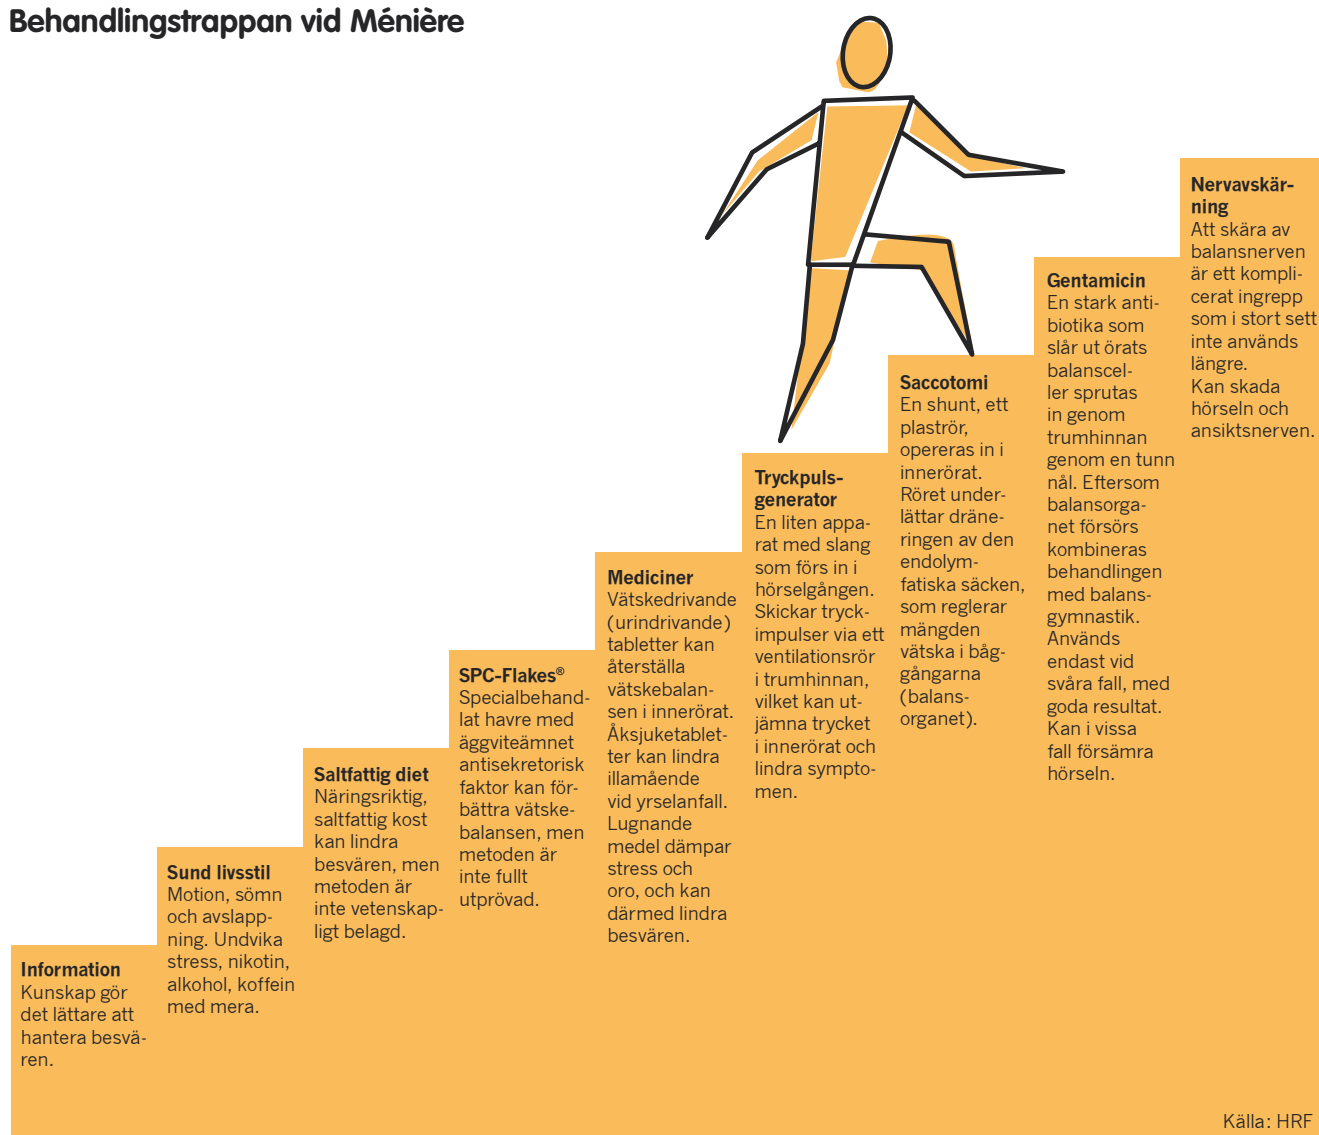 Behandlingstrappan vid Ménière
Information
Kunskap gör
det lättare att
hantera besvä-
ren.
Sund livsstil
Motion, sömn
och avslapp-
ning. Undvika
stress, nikotin,
alkohol, koffein
med mera.
Saltfattig diet
Näringsriktig,
saltfattig kost
kan lindra
besvären, men
metoden är
inte vetenskap-
ligt belagd.
SPC-Flakes®
Specialbehand-
lat havre med
äggviteämnet
antisekretorisk
faktor kan för-
bättra vätske-
balansen, men
metoden är
inte fullt
utprövad.
Mediciner
Vätskedrivande
(urindrivande)
tabletter kan
återställa
vätskebalan-
sen i innerörat.
Åksjuketablet-
ter kan lindra
illamående
vid yrselanfall.
Lugnande
medel dämpar
stress och
oro, och kan
därmed lindra
besvären.
Tryckpuls-
generator
En liten appa-
rat med slang
som förs in i
hörselgången.
Skickar tryck-
impulser via ett
ventilationsrör
i trumhinnan,
vilket kan ut-
jämna trycket
i innerörat och
lindra sympto-
men.
Saccotomi
En shunt, ett
plaströr,
opereras in i
innerörat.
Röret under-
lättar dräne-
ringen av den
endolym-
fatiska säcken,
som reglerar
mängden
vätska i båg-
gångarna
(balans-
organet).
Gentamicin
En stark anti-
biotika som
slår ut örats
balanscel-
ler sprutas
in genom
trumhinnan
genom en tunn
nål. Eftersom
balansorga-
net försörs
kombineras
behandlingen
med balans-
gymnastik.
Används
endast vid
svåra fall, med
goda resultat.
Kan i vissa
fall försämra
hörseln.
Nervavskär-
ning
Att skära av
balansnerven
är ett kompli-
cerat ingrepp
som i stort sett
inte används
längre.
Kan skada
hörseln och
ansiktsnerven.
Källa: HRF